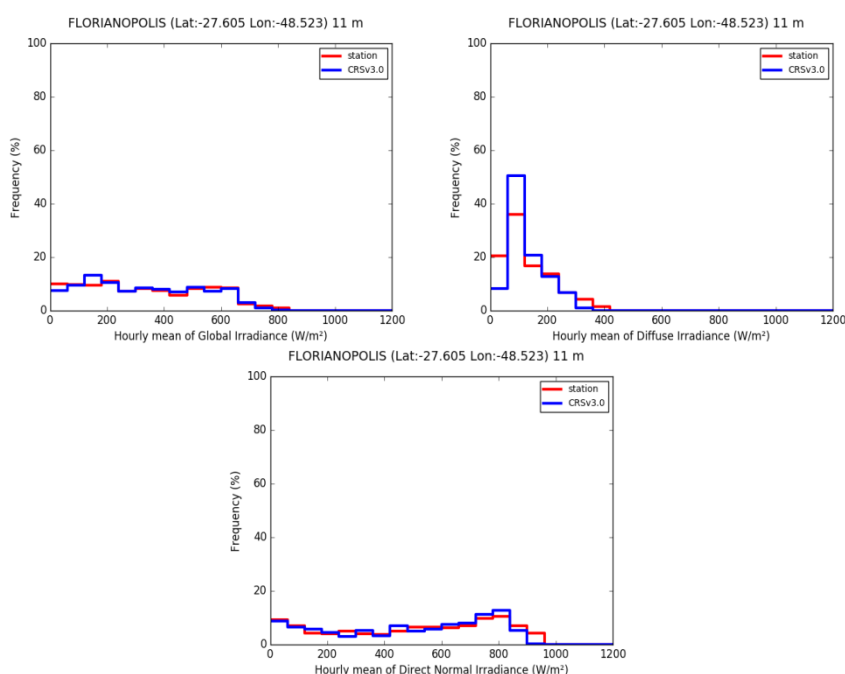 FLORIANOPOLIS (Lat:-27.605 Lon:-48.523) 11 m
100
80
60
40
20
0
Frequency (%)
station
CRSv3.0
0 200 400 600 800 1000 1200
Hourly mean of Global Irradiance (W/m²)
FLORIANOPOLIS (Lat:-27.605 Lon:-48.523) 11 m
100
80
60
40
20
0
Frequency (%)
station
CRSv3.0
0 200 400 600 800 1000 1200
Hourly mean of Diffuse Irradiance (W/m²)
FLORIANOPOLIS (Lat:-27.605 Lon:-48.523) 11 m
100
80
60
40
20
0
Frequency (%)
station
CRSv3.0
0 200 400 600 800 1000 1200
Hourly mean of Direct Normal Irradiance (W/m²)